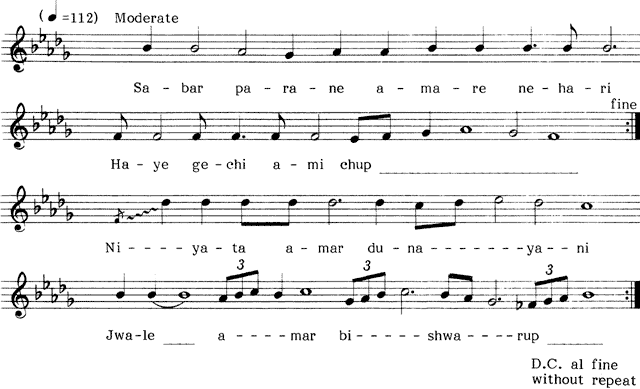 (♩=112) Moderate
Sa - bar pa - ra - ne a - ma - re ne - ha - ri
fine
Ha - ye ge - chi a - mi chup
Ni - - - - ya - ta a - mar du - na - - - - - - - - ya - ni
3 3 3
Jwa - le a - - - - - mar bi - - - - shwa - - - - rup
D.C. al fine
without repeat